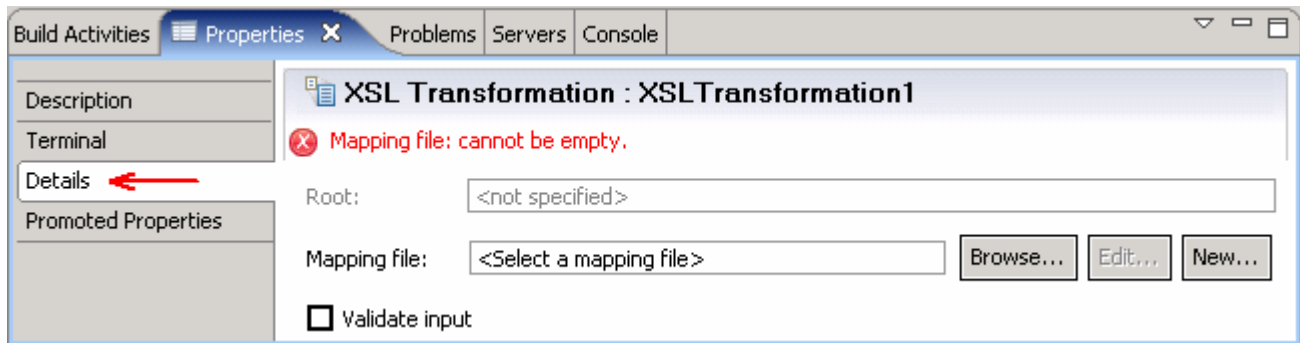 Build Activities Properties Problems Servers Console
XSL Transformation : XSLTransformation1
Mapping file: cannot be empty.
Description
Terminal
Details
Promoted Properties
Root: <not specified>
Mapping file: <Select a mapping file> Browse... Edit... New...
Validate input